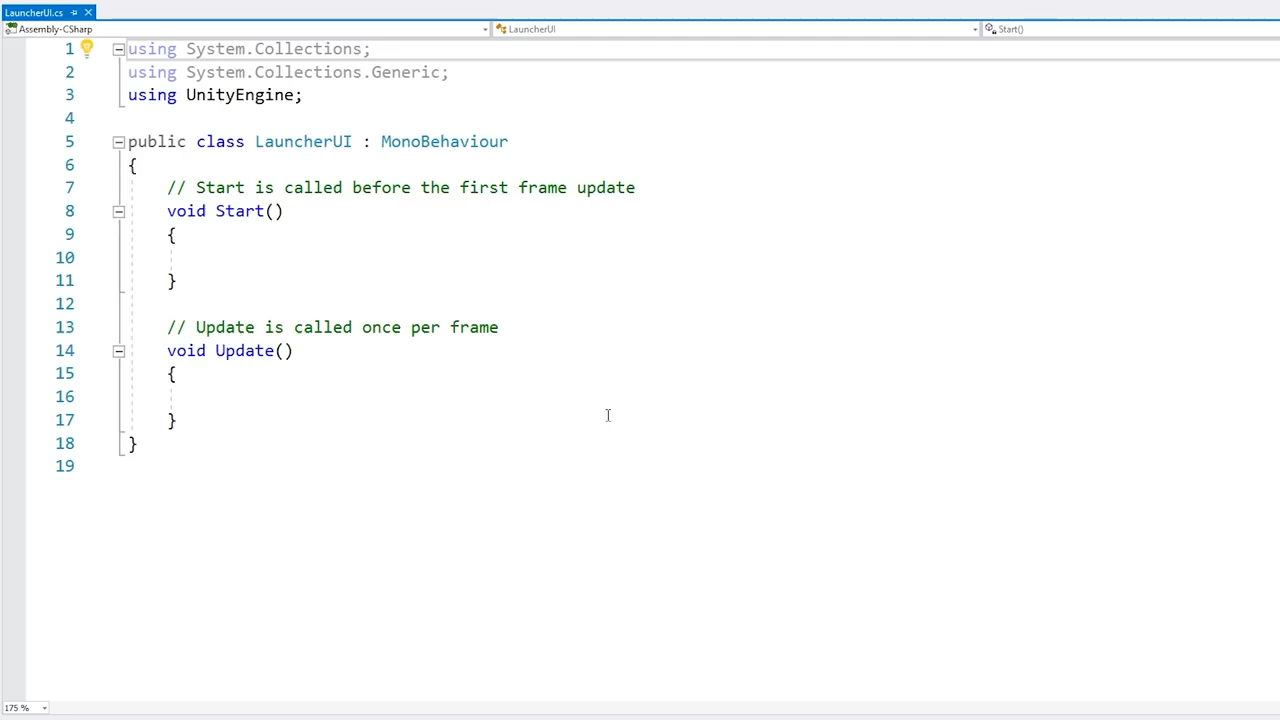 LauncherUI.cs
Assembly-CSharp LauncherUI Start()
1 using System.Collections;
2 using System.Collections.Generic;
3 using UnityEngine;
4
5 public class LauncherUI : MonoBehaviour
6 {
7 // Start is called before the first frame update
8 void Start()
9 {
10
11 }
12
13 // Update is called once per frame
14 void Update()
15 {
16
17 }
18 }
19
175 %